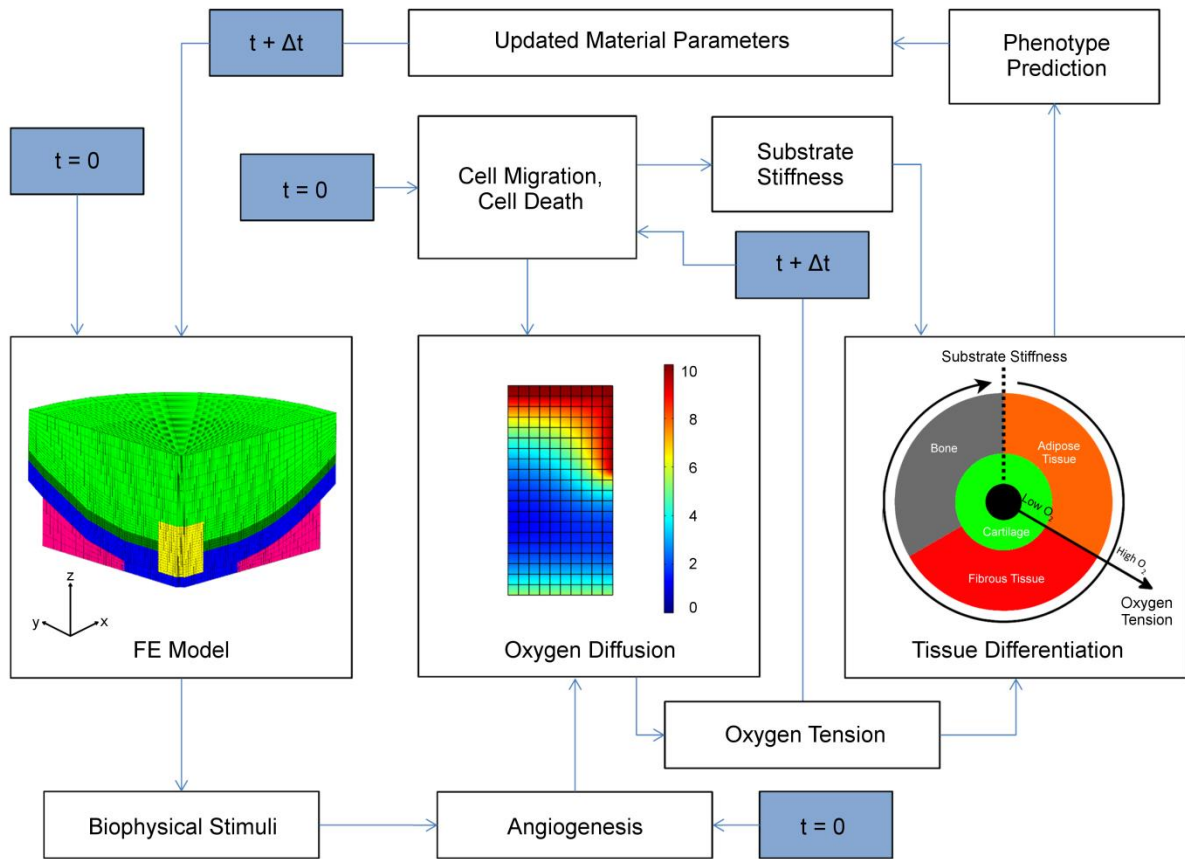 t + Δt
Updated Material Parameters
Phenotype
Prediction
t = 0
t = 0
Cell Migration,
Cell Death
Substrate
Stiffness
t + Δt
z
y
x
FE Model
10
8
6
4
2
0
Oxygen Diffusion
Substrate Stiffness
Bone
Adipose
Tissue
Low O2
Cartilage
Fibrous Tissue
High O2
Oxygen
Tension
Tissue Differentiation
Oxygen Tension
Biophysical Stimuli
Angiogenesis
t = 0